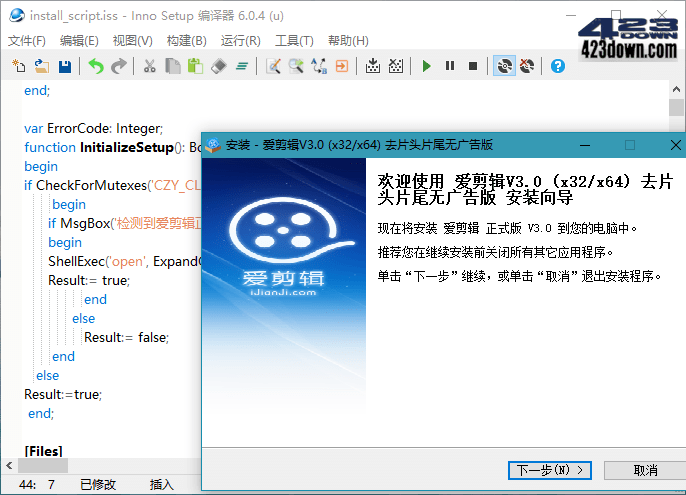 install_script.iss - Inno Setup 编译器 6.0.4 (u)
423DOWN
423down.com
文件(F) 编辑(E) 视图(V) 构建(B) 运行(R) 工具(T) 帮助(H)
end;
var ErrorCode: Integer;
function InitializeSetup(): Bo
begin
if CheckForMutexes('CZY_CL
begin
if MsgBox('检测到爱剪辑正
begin
ShellExec('open', ExpandC
Result:= true;
end
else
Result:= false;
end
else
Result:=true;
end;
[Files]
44: 7 已修改 插入
安装 - 爱剪辑V3.0 (x32/x64) 去片头片尾无广告版
爱剪辑
iJianJi.com
欢迎使用 爱剪辑V3.0 (x32/x64) 去片
头片尾无广告版 安装向导
现在将安装 爱剪辑 正式版 V3.0 到您的电脑中。
推荐您在继续安装前关闭所有其它应用程序。
单击“下一步”继续，或单击“取消”退出安装程序。
下一步(N) > 取消